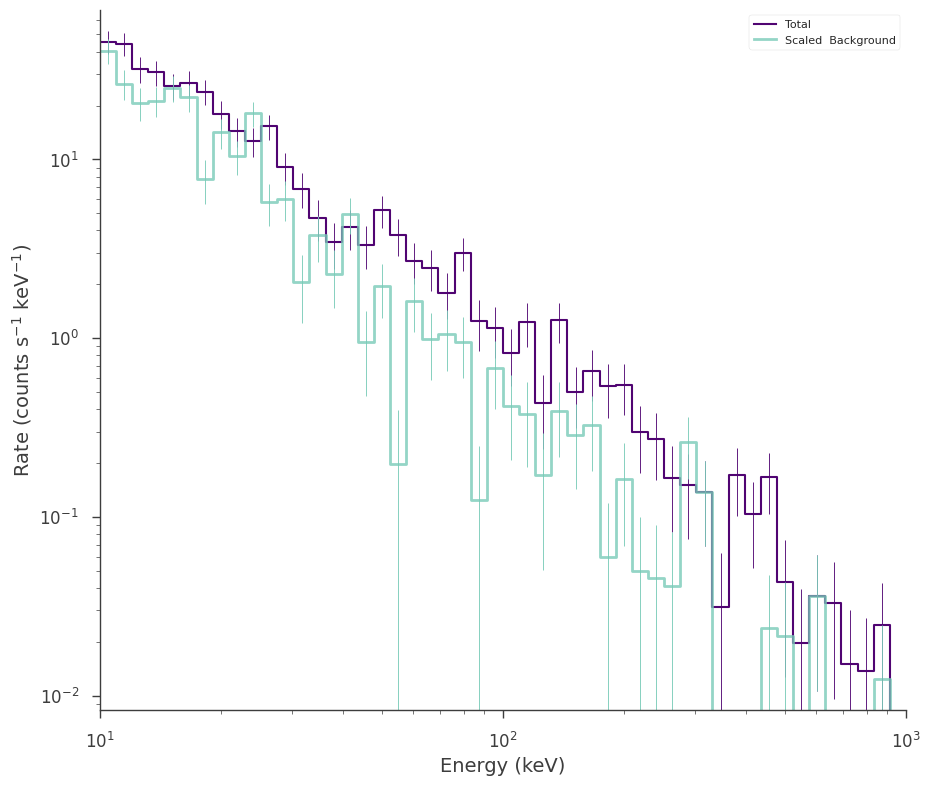 Total
Scaled  Background
Rate (counts s⁻¹ keV⁻¹)
10¹
10⁰
10⁻¹
10⁻²
10¹
10²
10³
Energy (keV)